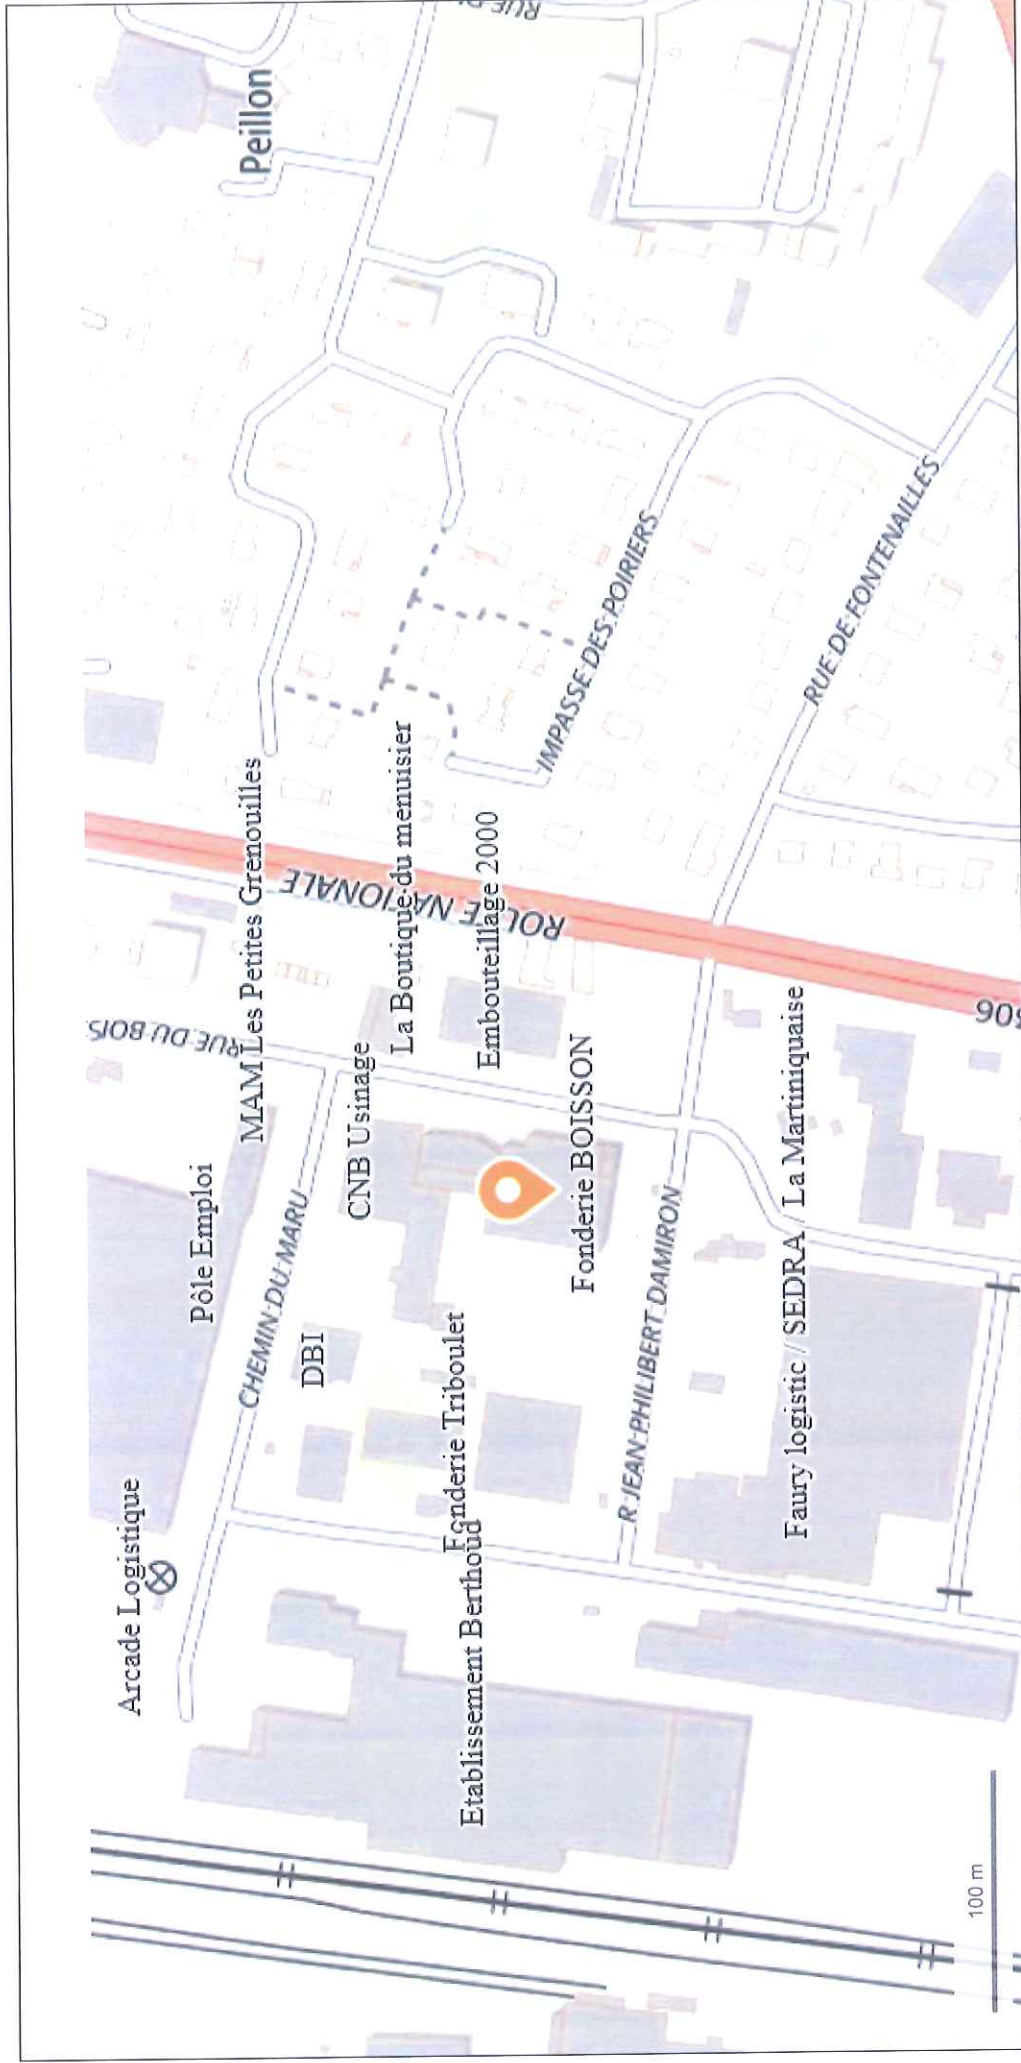 Arcade Logistique
Pôle Emploi
MAM Les Petites Grenouilles
Peillon
RUE DU BOIS
CHEMIN DU MARU
DBI
CNB Usinage
La Boutique du menuisier
ROUTE NATIONALE
Etablissement Berthoud
Fonderie Triboulet
Embouteillage 2000
Fonderie BOISSON
IMPASSE DES POIRIERS
R JEAN PHILIBERT DAMIRON
Faury logistic / SEDRA / La Martiniquaise
RUE DE FONTENAILLES
RUE
100 m